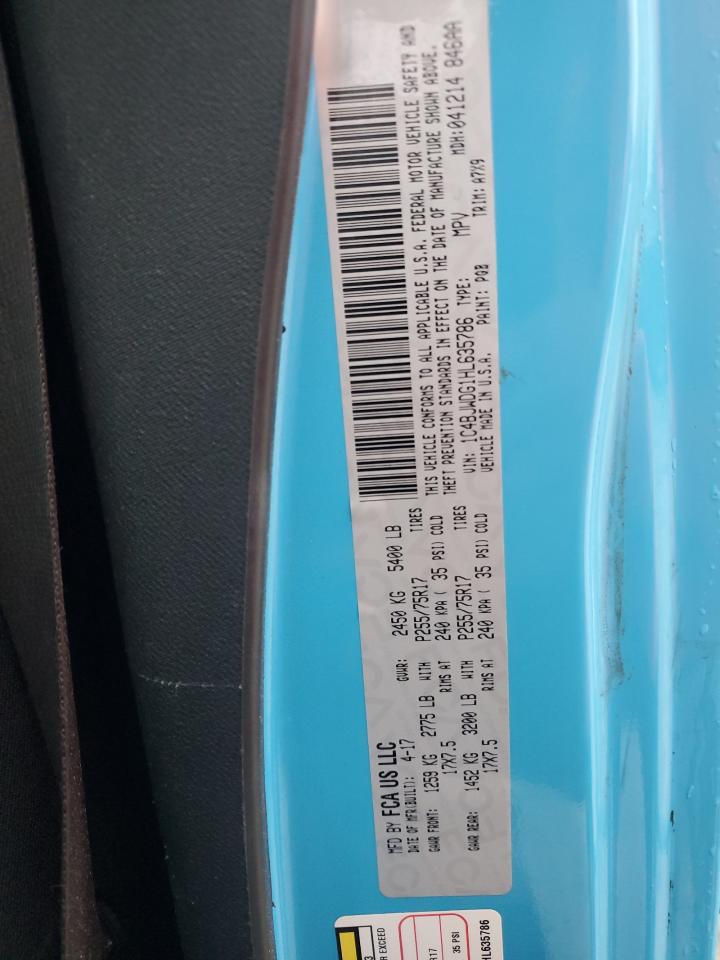 MFD BY FCA US LLC
DATE OF MFR(BUILT): 4-17 GVWR: 2450 KG 5400 LB
GAWR FRONT: 1259 KG 2775 LB WITH P255/75R17 TIRES
17X7.5 RIMS AT 240 KPA ( 35 PSI) COLD
GAWR REAR: 1452 KG 3200 LB WITH P255/75R17 TIRES
17X7.5 RIMS AT 240 KPA ( 35 PSI) COLD
THIS VEHICLE CONFORMS TO ALL APPLICABLE U.S.A. FEDERAL MOTOR VEHICLE SAFETY AND
THEFT PREVENTION STANDARDS IN EFFECT ON THE DATE OF MANUFACTURE SHOWN ABOVE.
VIN: 1C4BJWDG1HL635786 TYPE: MPV MDH:041214 846AA
VEHICLE MADE IN U.S.A. PAINT: PQB TRIM: A7X9
3
R EXCEED
R17
35 PSI
HL635786